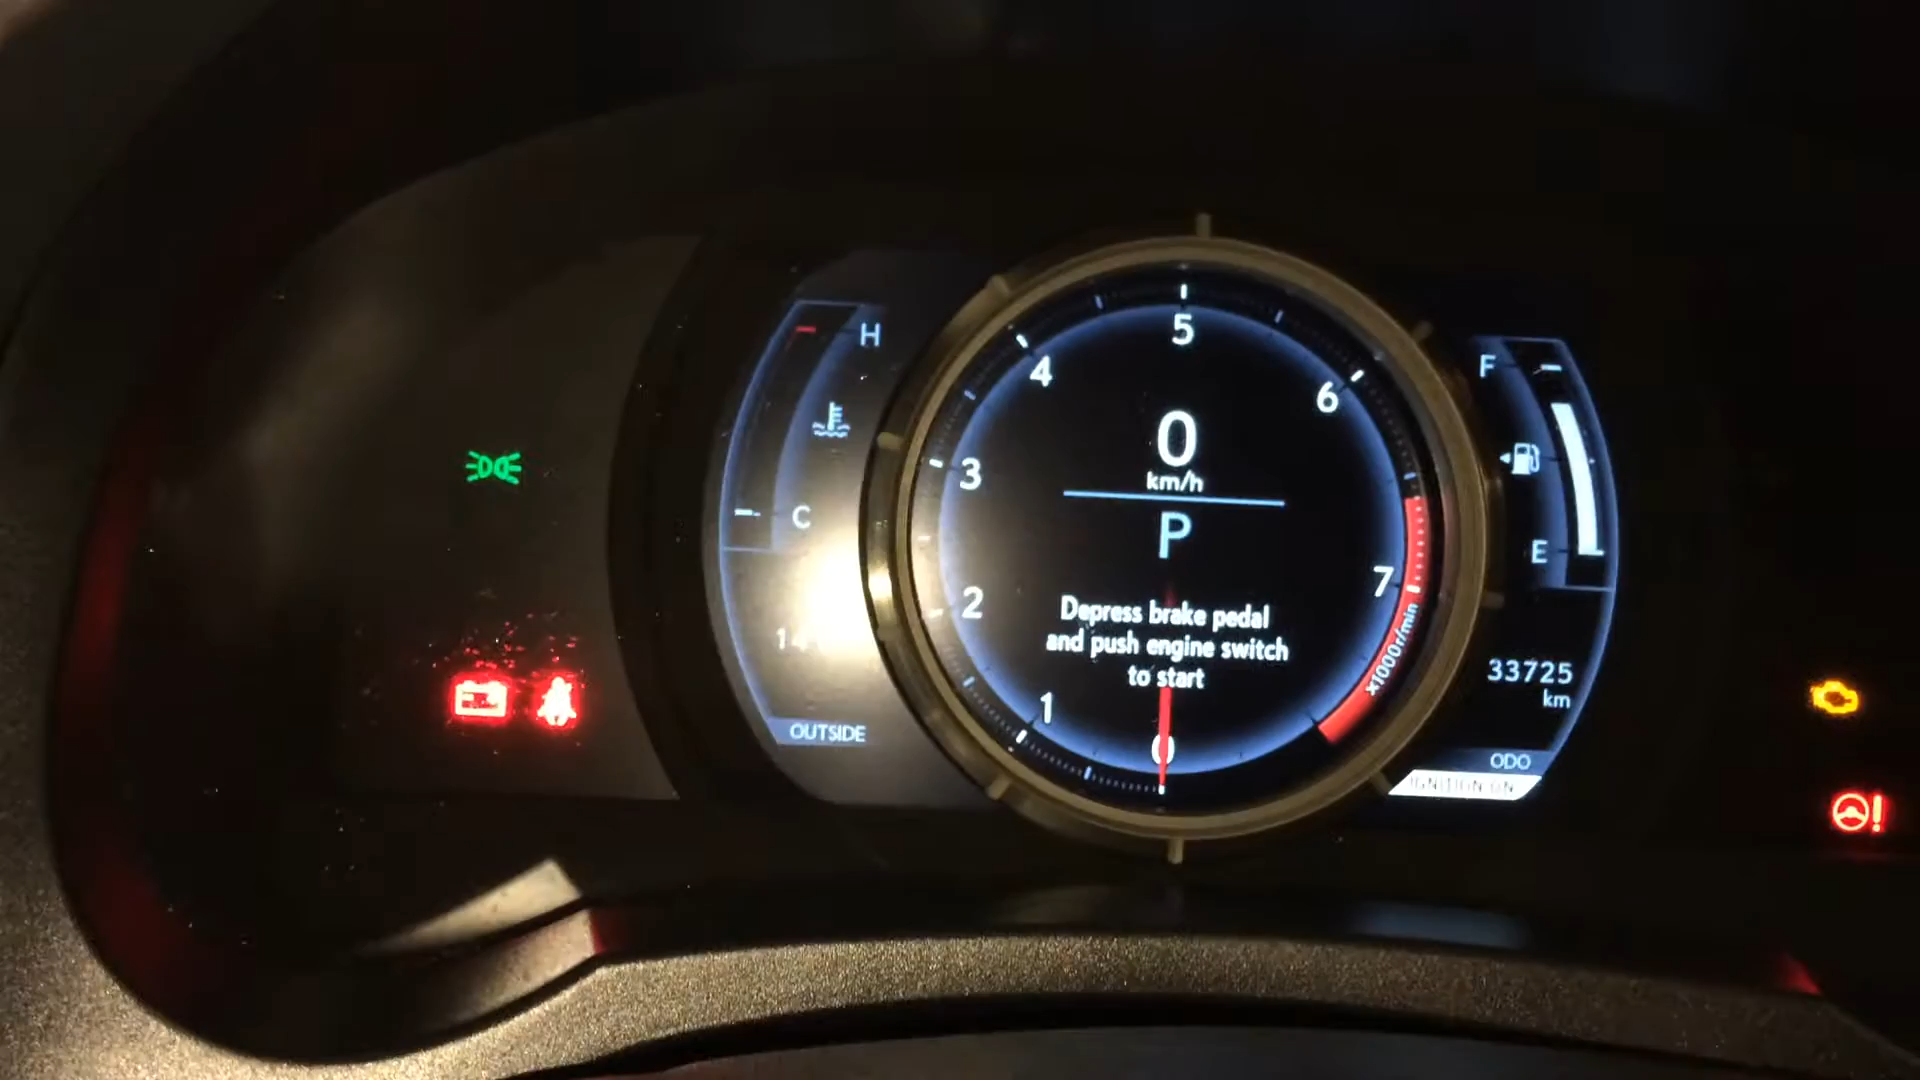 H
C
OUTSIDE
5
4
6
3
2
7
1
0
x1000r/min
0
km/h
P
Depress brake pedal
and push engine switch
to start
F
E
33725
km
ODO
IGNITION ON